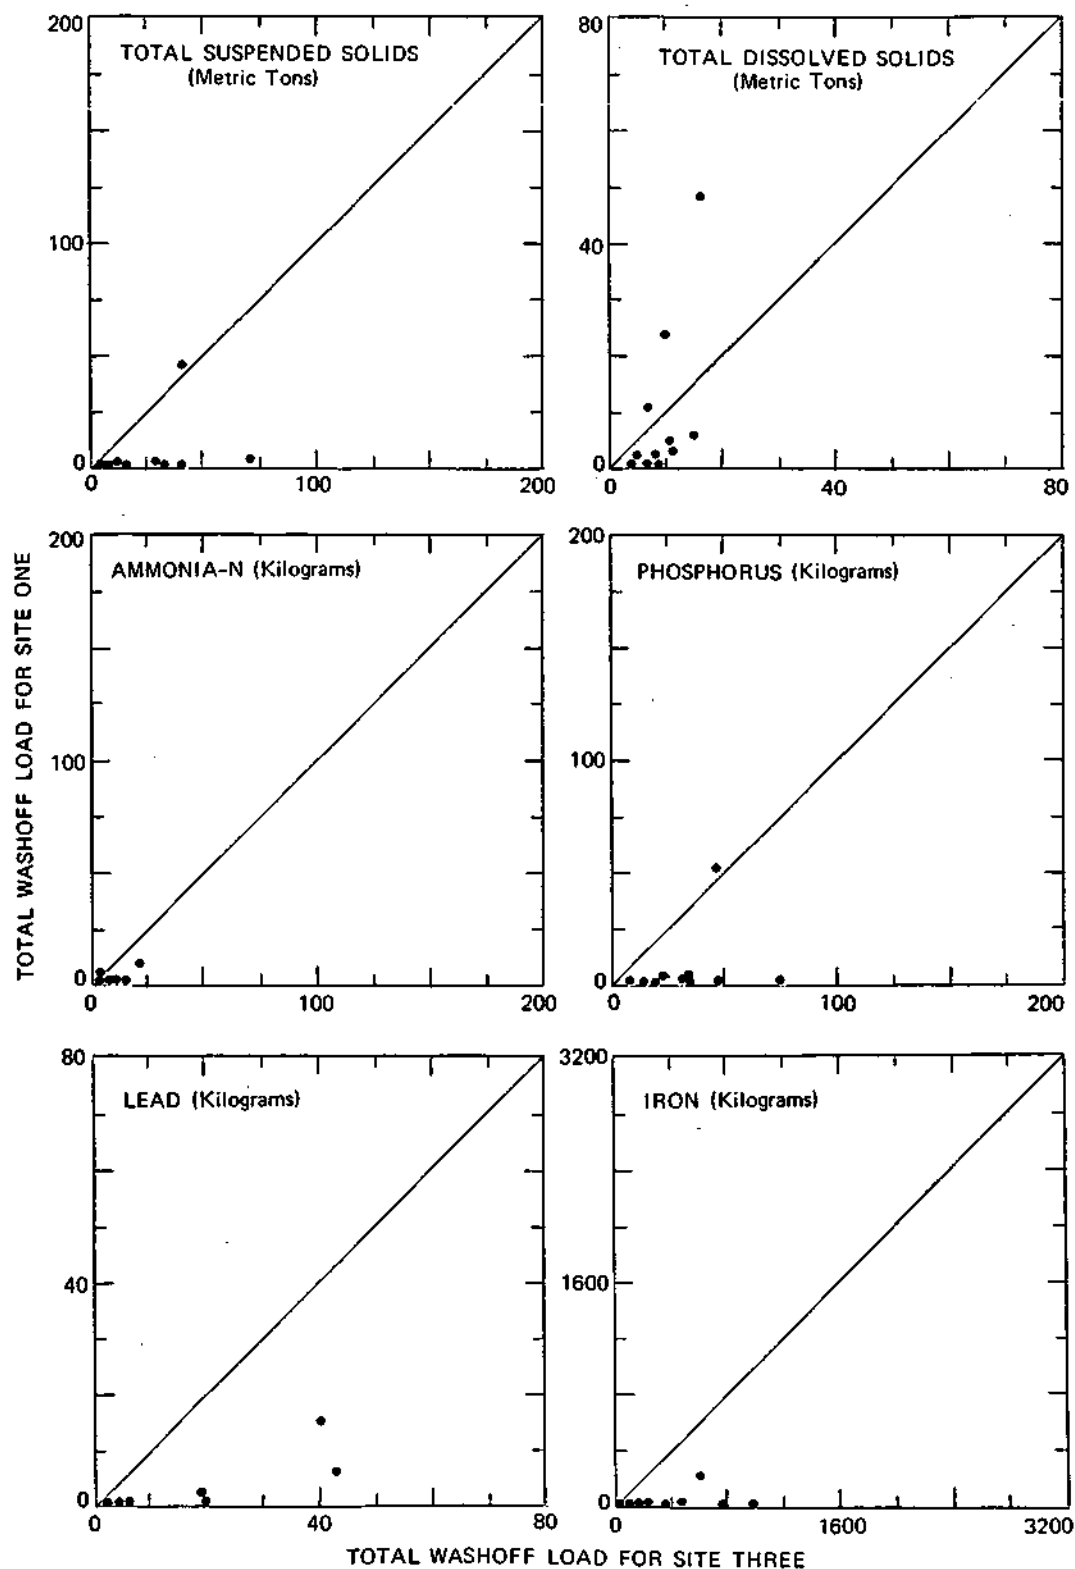 200
TOTAL SUSPENDED SOLIDS
(Metric Tons)
100
0
0 100 200
80
TOTAL DISSOLVED SOLIDS
(Metric Tons)
40
0
0 40 80
TOTAL WASHOFF LOAD FOR SITE ONE
200
AMMONIA-N (Kilograms)
100
0
0 100 200
200
PHOSPHORUS (Kilograms)
100
0
0 100 200
80
LEAD (Kilograms)
40
0
0 40 80
3200
IRON (Kilograms)
1600
0
0 1600 3200
TOTAL WASHOFF LOAD FOR SITE THREE